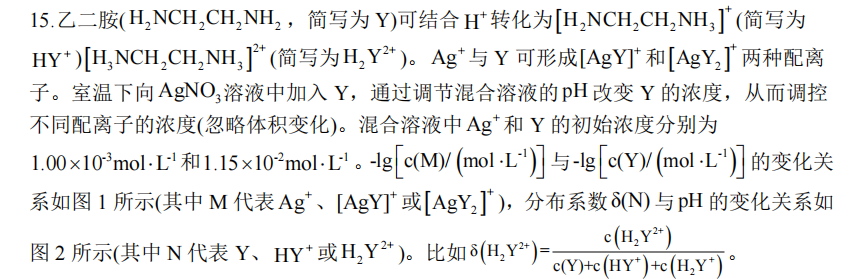 15.乙二胺(H₂NCH₂CH₂NH₂，简写为 Y)可结合H⁺转化为[H₂NCH₂CH₂NH₃]⁺(简写为
HY⁺)[H₃NCH₂CH₂NH₃]²⁺(简写为H₂Y²⁺)。Ag⁺与 Y 可形成[AgY]⁺和[AgY₂]⁺两种配离
子。室温下向AgNO₃溶液中加入 Y，通过调节混合溶液的pH改变 Y 的浓度，从而调控
不同配离子的浓度(忽略体积变化)。混合溶液中Ag⁺和 Y 的初始浓度分别为
1.00×10⁻³mol·L⁻¹和1.15×10⁻²mol·L⁻¹。-lg[c(M)/(mol·L⁻¹)]与-lg[c(Y)/(mol·L⁻¹)]的变化关
系如图 1 所示(其中 M 代表Ag⁺、[AgY]⁺或[AgY₂]⁺)，分布系数δ(N)与pH 的变化关系如
图 2 所示(其中 N 代表 Y、HY⁺或H₂Y²⁺)。比如δ(H₂Y²⁺)=c(H₂Y²⁺)/c(Y)+c(HY⁺)+c(H₂Y⁺)。